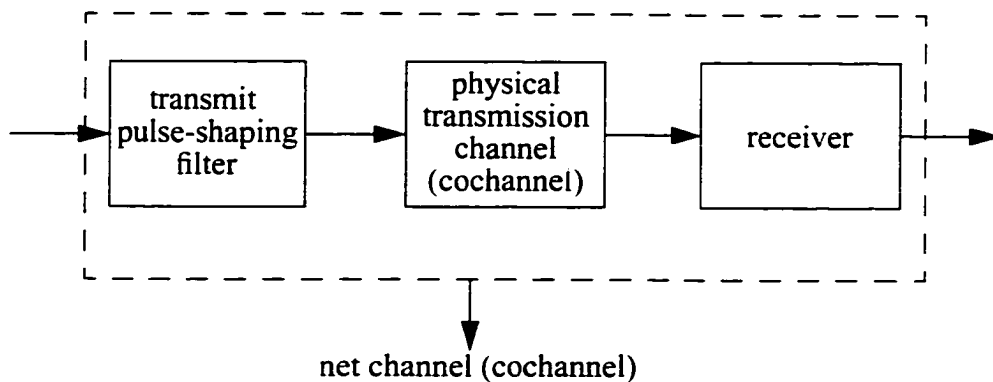 transmit
pulse-shaping
filter
physical
transmission
channel
(cochannel)
receiver
net channel (cochannel)